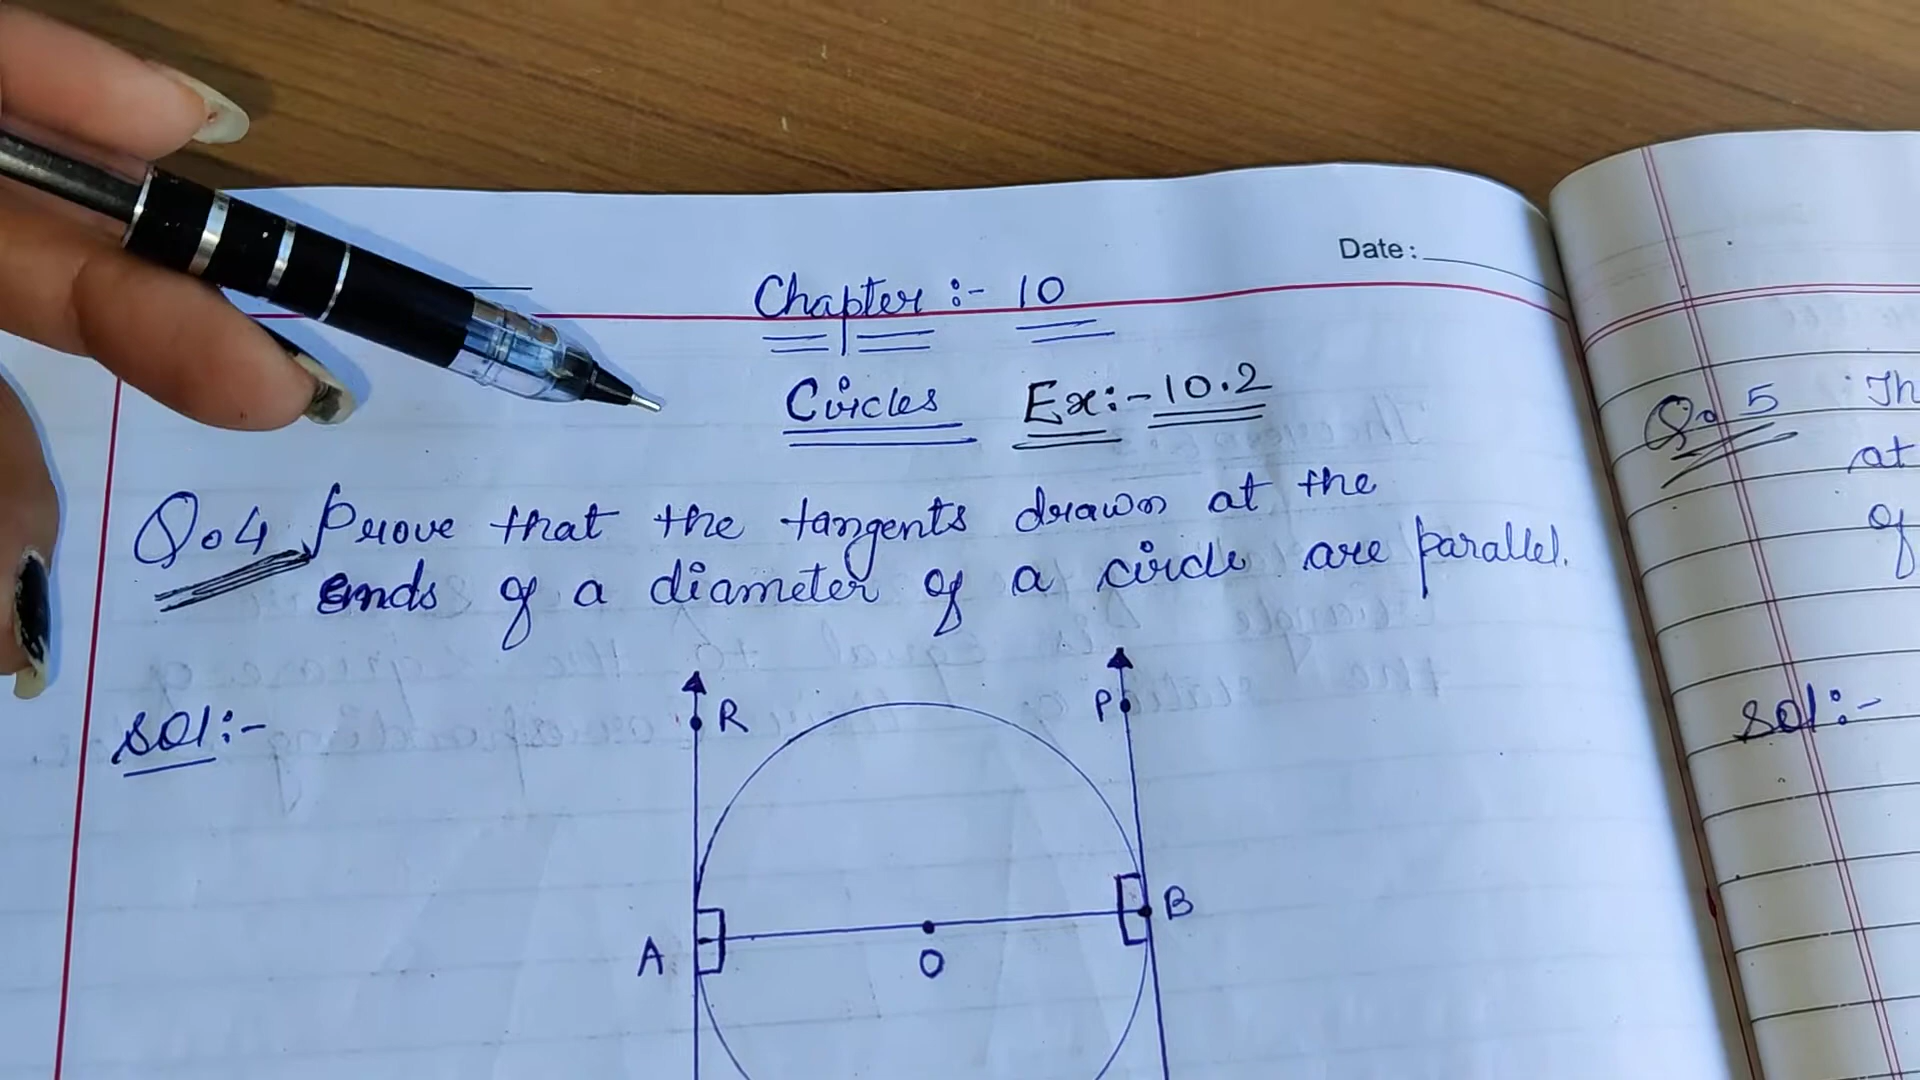 Date:
Chapter :- 10
Circles Ex:- 10.2
Q.4 Prove that the tangents drawn at the
ends of a diameter of a circle are parallel.
Sol:-
R
P
A
O
B
Q. 5 Th
at
of
Sol:-